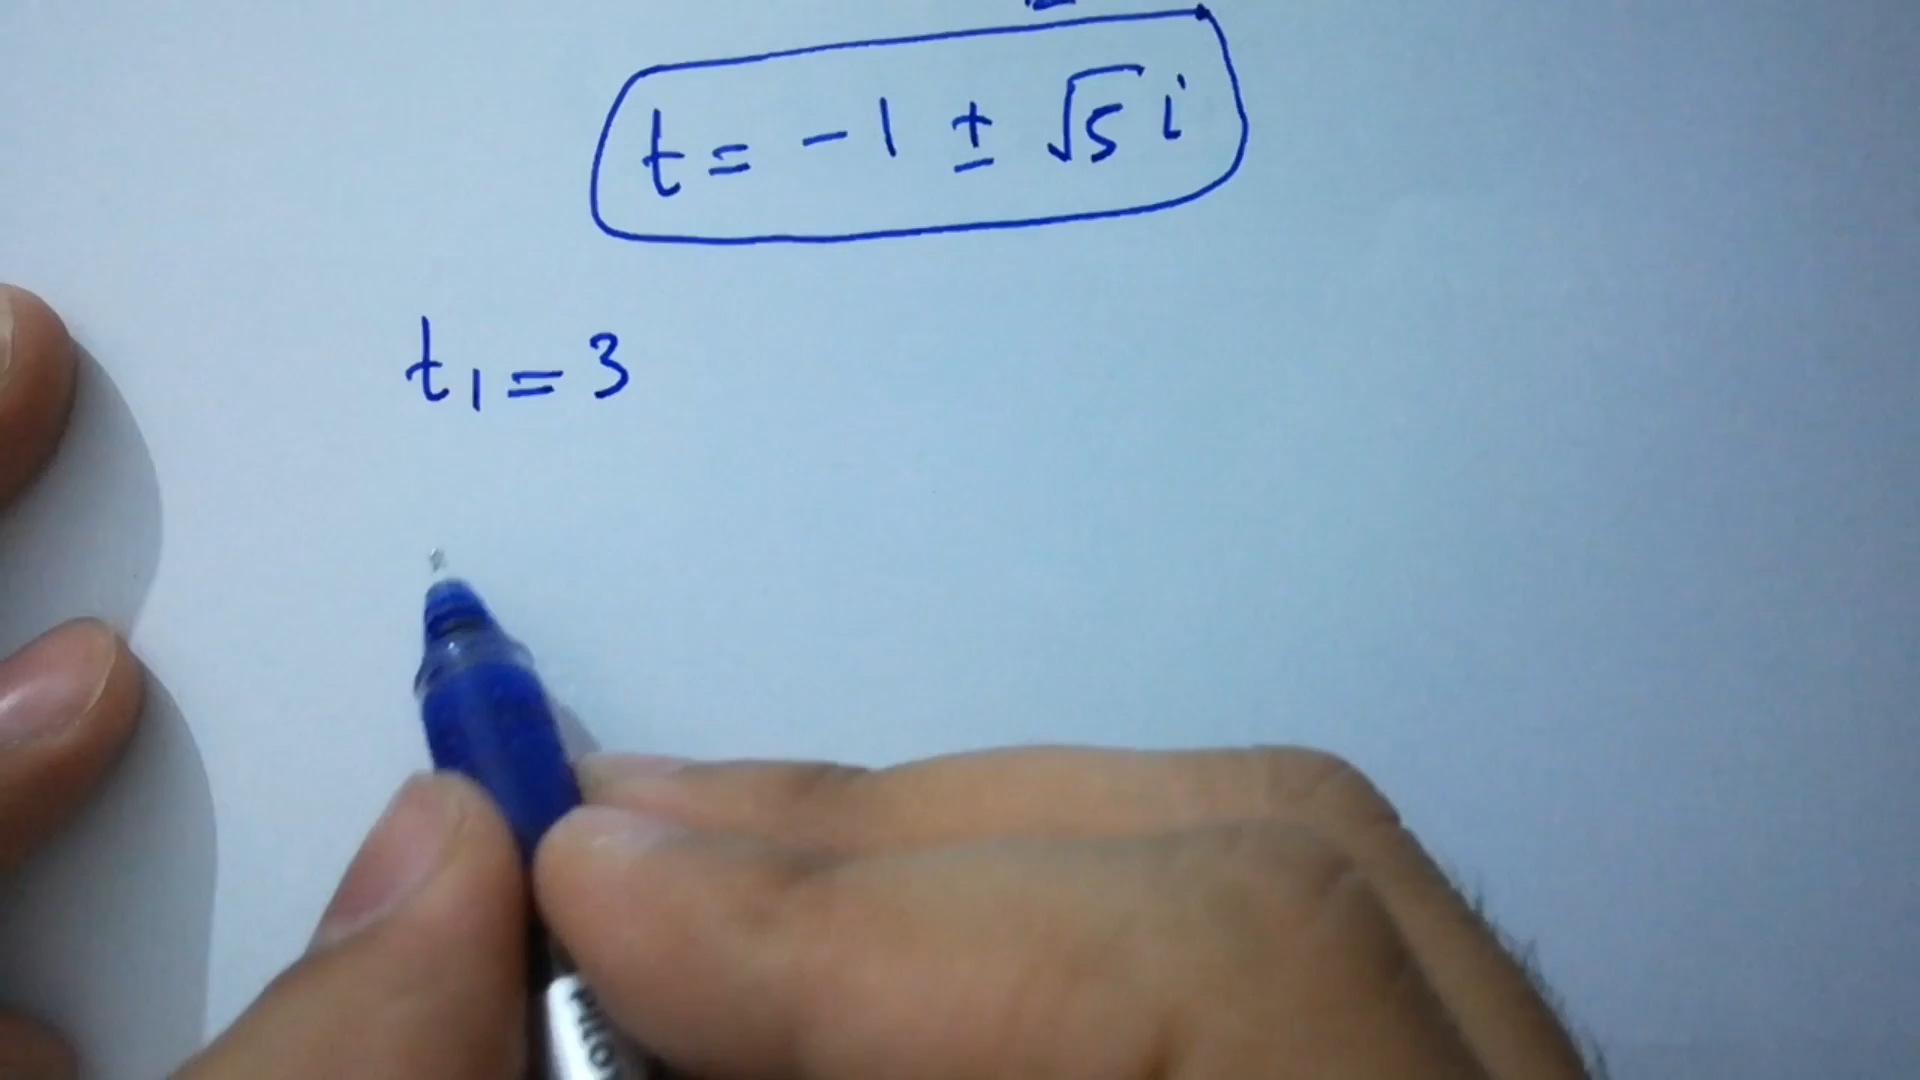 t = -1 ± √5 i
t₁ = 3